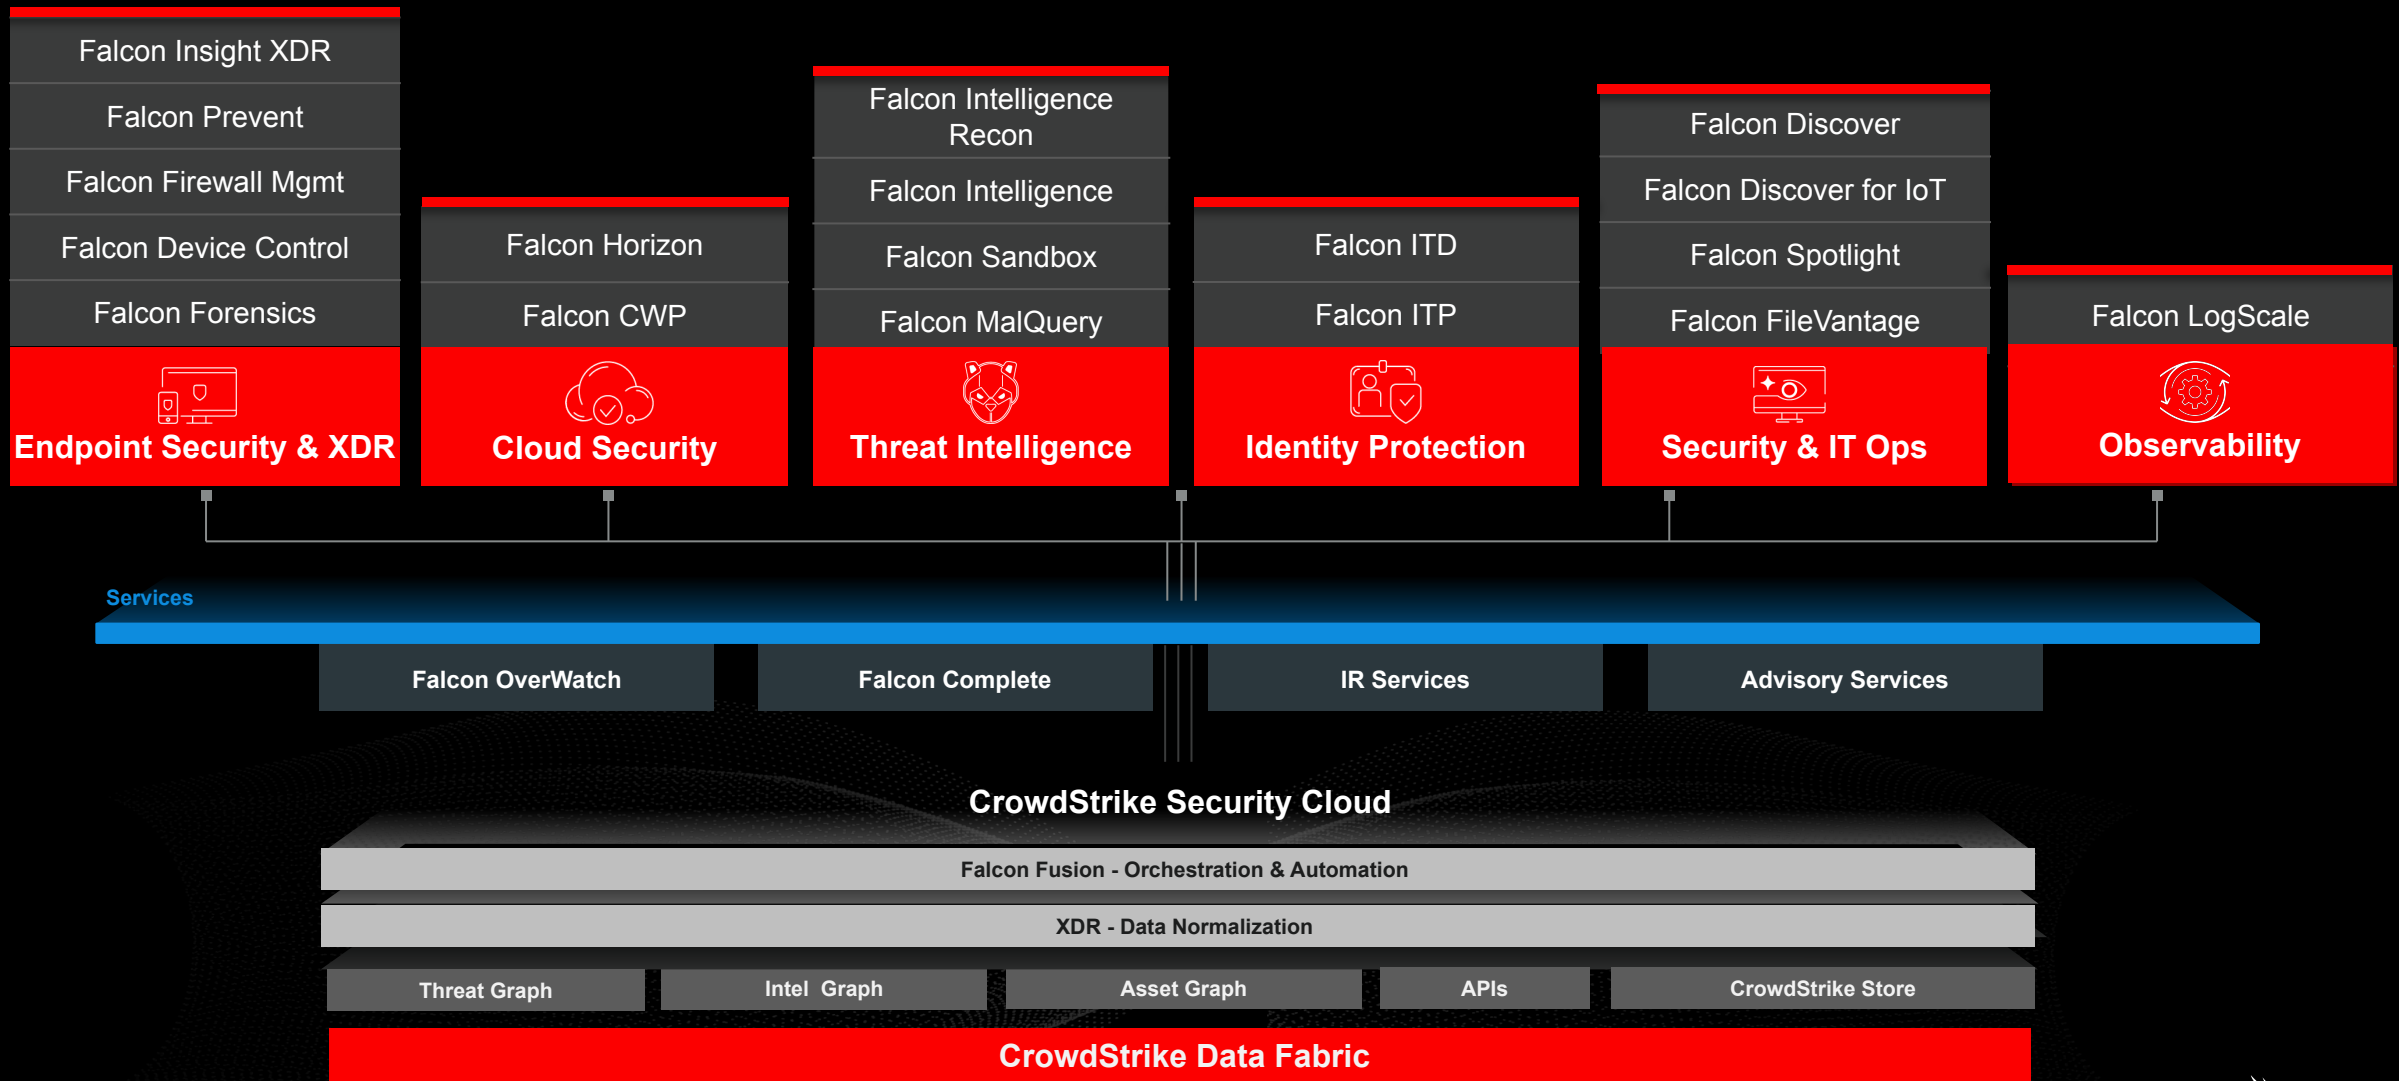 Falcon Insight XDR
Falcon Prevent
Falcon Firewall Mgmt
Falcon Device Control
Falcon Forensics
Endpoint Security & XDR
Falcon Horizon
Falcon CWP
Cloud Security
Falcon Intelligence
Recon
Falcon Intelligence
Falcon Sandbox
Falcon MalQuery
Threat Intelligence
Falcon ITD
Falcon ITP
Identity Protection
Falcon Discover
Falcon Discover for IoT
Falcon Spotlight
Falcon FileVantage
Security & IT Ops
Falcon LogScale
Observability
Services
Falcon OverWatch
Falcon Complete
IR Services
Advisory Services
CrowdStrike Security Cloud
Falcon Fusion - Orchestration & Automation
XDR - Data Normalization
Threat Graph
Intel Graph
Asset Graph
APIs
CrowdStrike Store
CrowdStrike Data Fabric